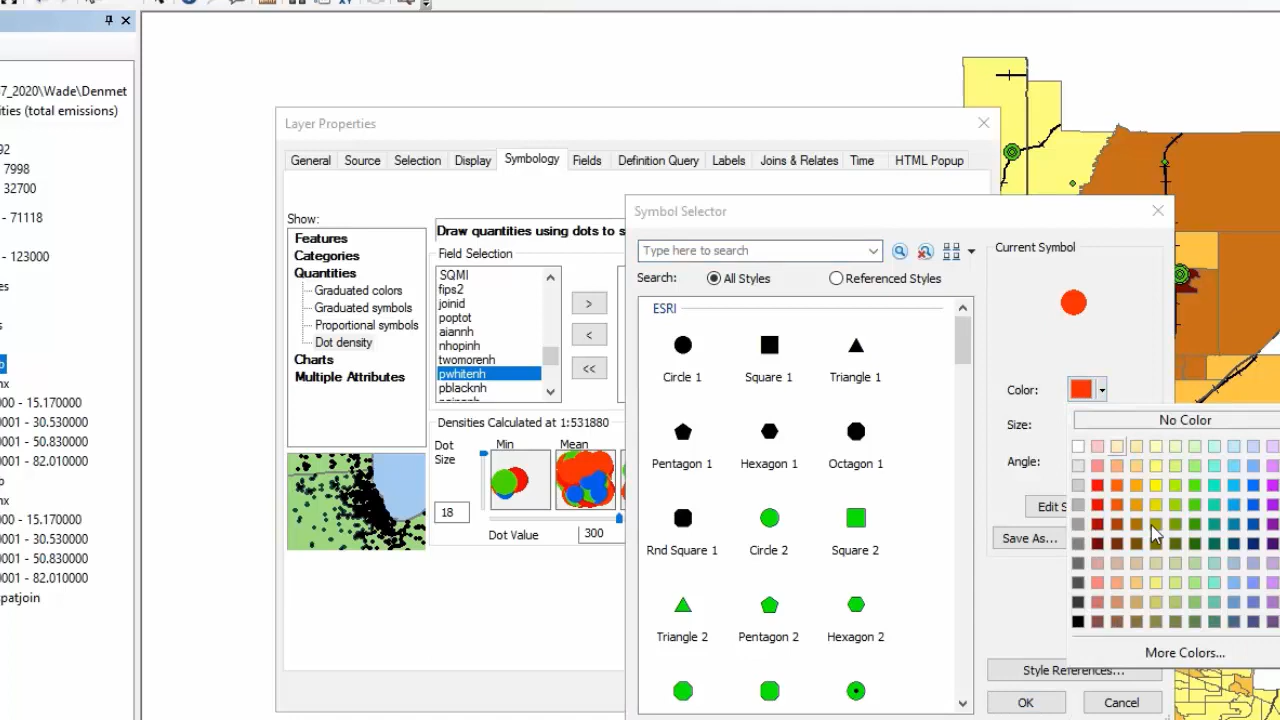 7_2020\Wade\Denmet
ities (total emissions)
92
7998
32700
- 71118
- 123000
es
s
o
nx
000 - 15.170000
0001 - 30.530000
0001 - 50.830000
0001 - 82.010000
o
nx
000 - 15.170000
0001 - 30.530000
0001 - 50.830000
0001 - 82.010000
spatjoin
Layer Properties
General Source Selection Display Symbology Fields Definition Query Labels Joins & Relates Time HTML Popup
Show:
Features
Categories
Quantities
Graduated colors
Graduated symbols
Proportional symbols
Dot density
Charts
Multiple Attributes
Draw quantities using dots to s
Field Selection
SQMI
fips2
joinid
poptot
aiannh
nhopinh
twomorenh
pwhitenh
pblacknh
>
<
<<
Densities Calculated at 1:531880
Dot Size
Min
Mean
18
Dot Value
300
Symbol Selector
Type here to search
Search: All Styles Referenced Styles
ESRI
Circle 1 Square 1 Triangle 1
Pentagon 1 Hexagon 1 Octagon 1
Rnd Square 1 Circle 2 Square 2
Triangle 2 Pentagon 2 Hexagon 2
Current Symbol
Color:
Size:
Angle:
Edit S
Save As...
Style References...
OK Cancel
No Color
More Colors...